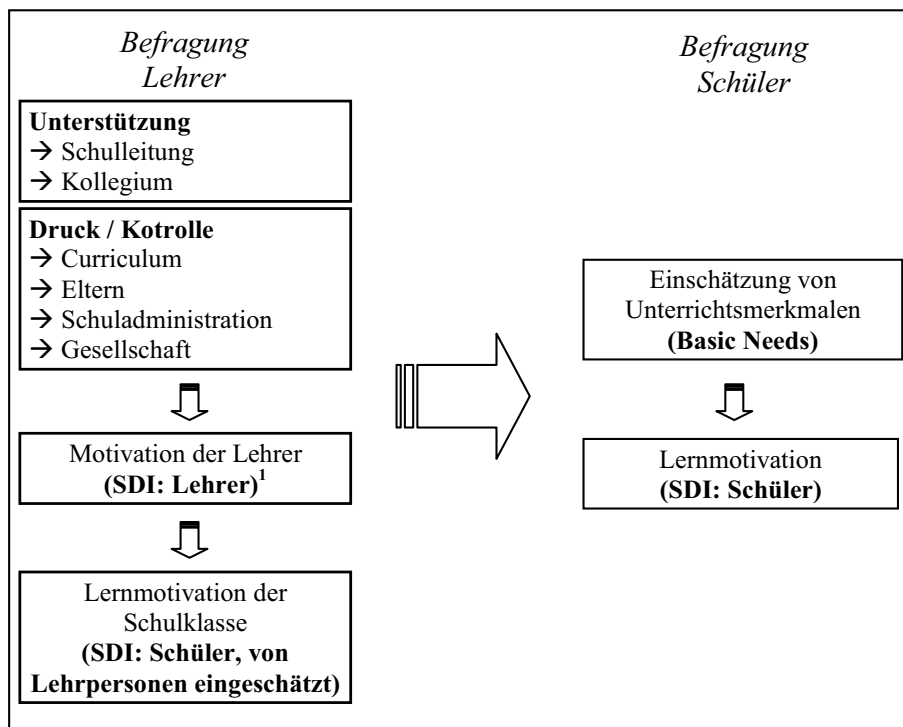 Befragung
Lehrer
Unterstützung
→ Schulleitung
→ Kollegium
Druck / Kotrolle
→ Curriculum
→ Eltern
→ Schuladministration
→ Gesellschaft
Motivation der Lehrer
(SDI: Lehrer)¹
Lernmotivation der
Schulklasse
(SDI: Schüler, von
Lehrpersonen eingeschätzt)
Befragung
Schüler
Einschätzung von
Unterrichtsmerkmalen
(Basic Needs)
Lernmotivation
(SDI: Schüler)